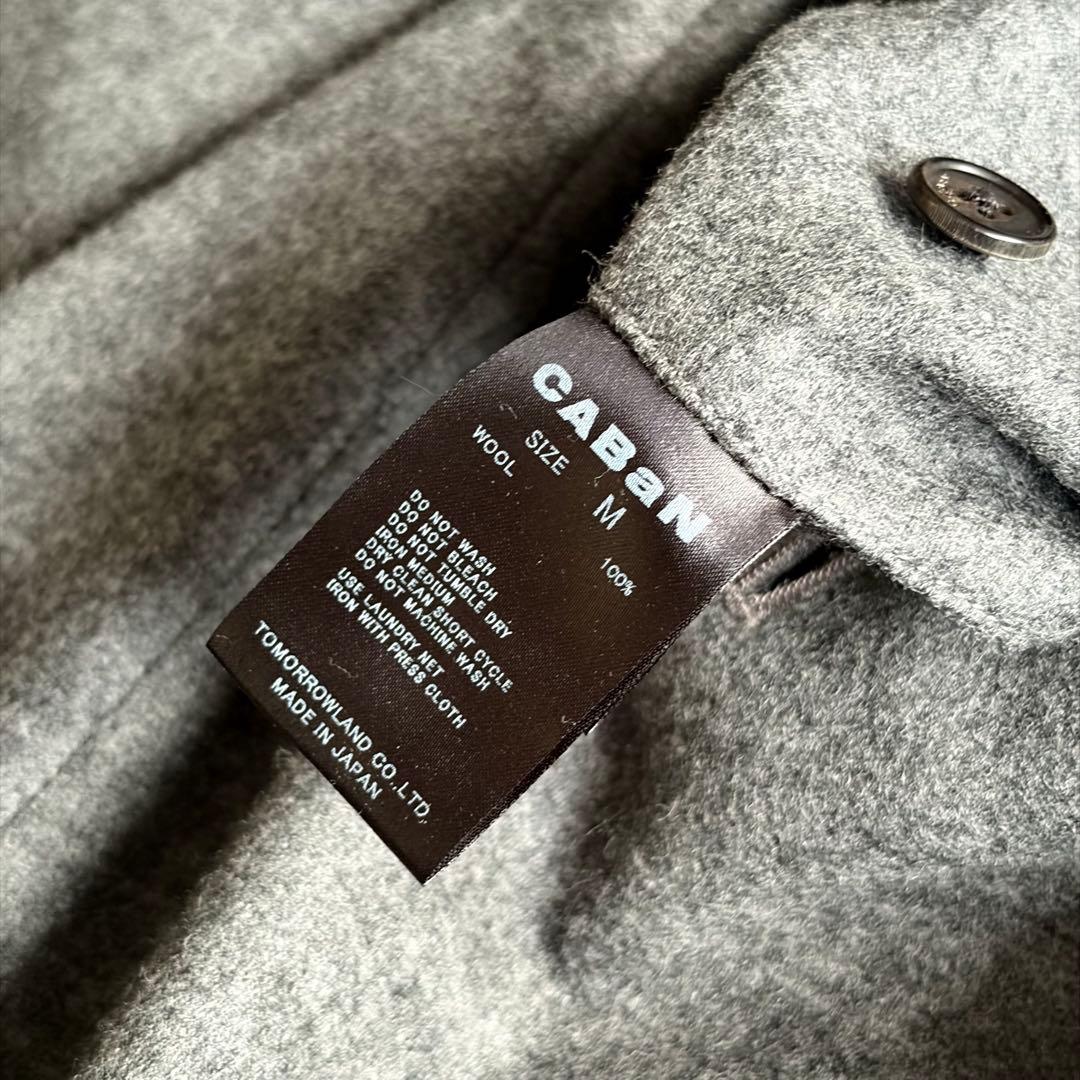 CABaN
SIZE M
WOOL 100%
DO NOT WASH
DO NOT BLEACH
DO NOT TUMBLE DRY
IRON MEDIUM
DRY CLEAN SHORT CYCLE
DO NOT MACHINE WASH
USE LAUNDRY NET
IRON WITH PRESS CLOTH
TOMORROWLAND CO.,LTD.
MADE IN JAPAN